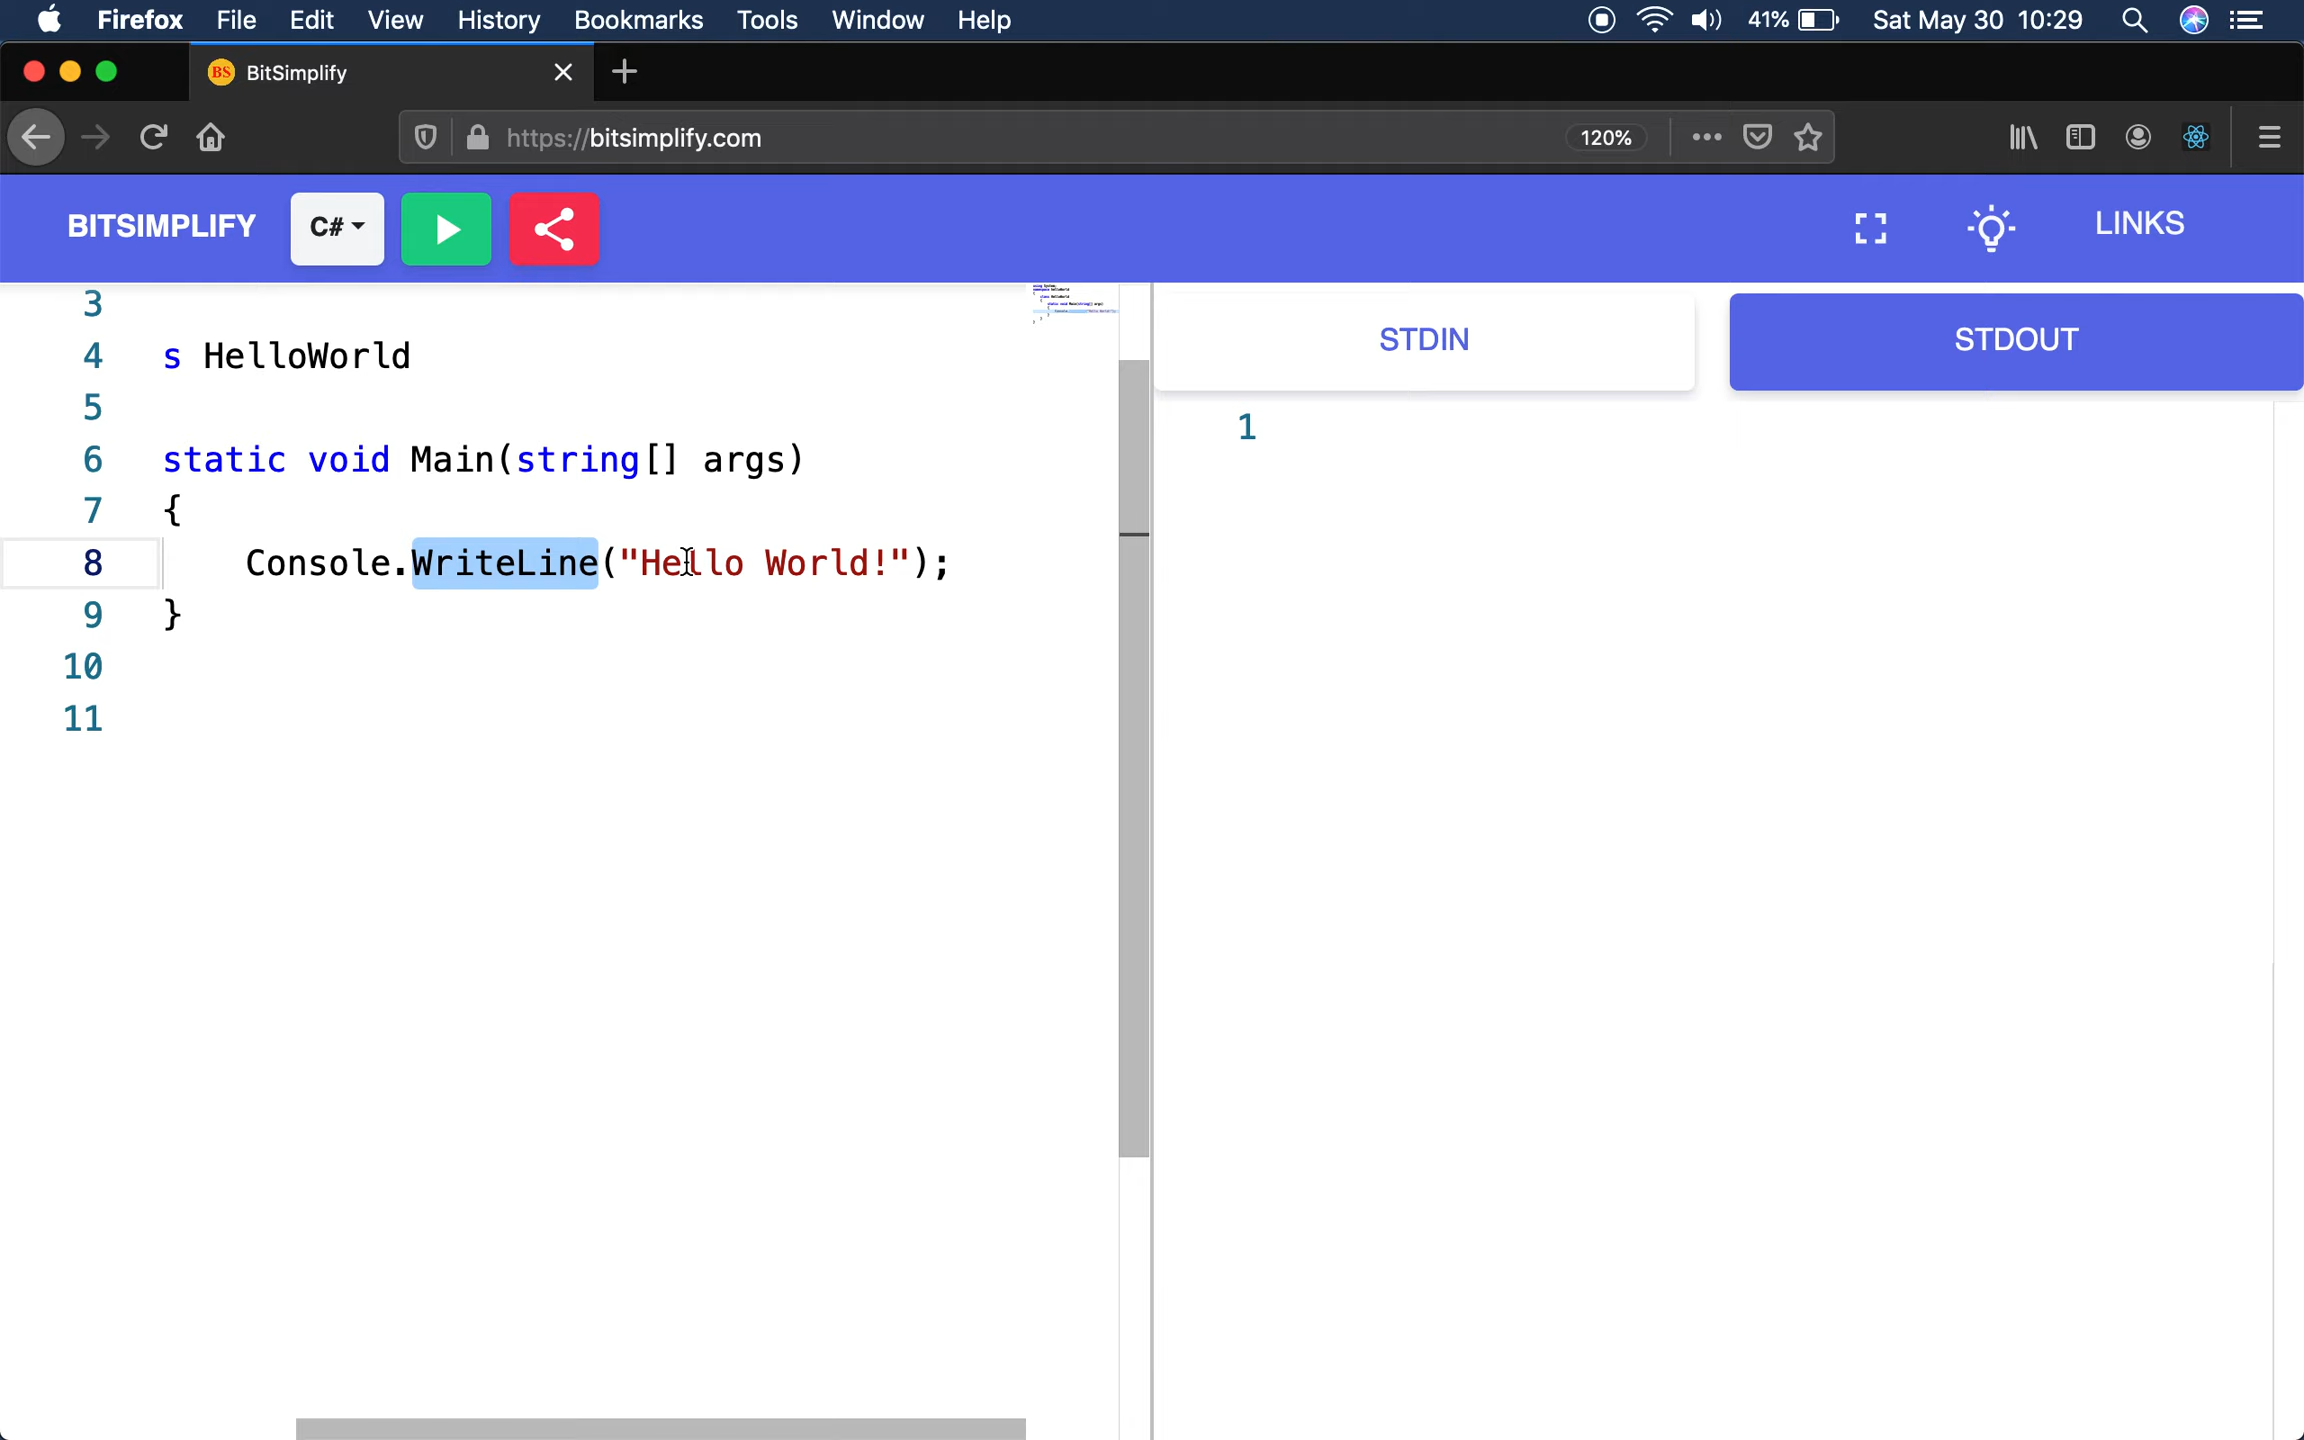 Firefox File Edit View History Bookmarks Tools Window Help 41% Sat May 30 10:29
BS BitSimplify
https://bitsimplify.com 120%
BITSIMPLIFY C# LINKS
3
4 s HelloWorld
5
6 static void Main(string[] args)
7 {
8 Console.WriteLine("Hello World!");
9 }
10
11
STDIN STDOUT
1